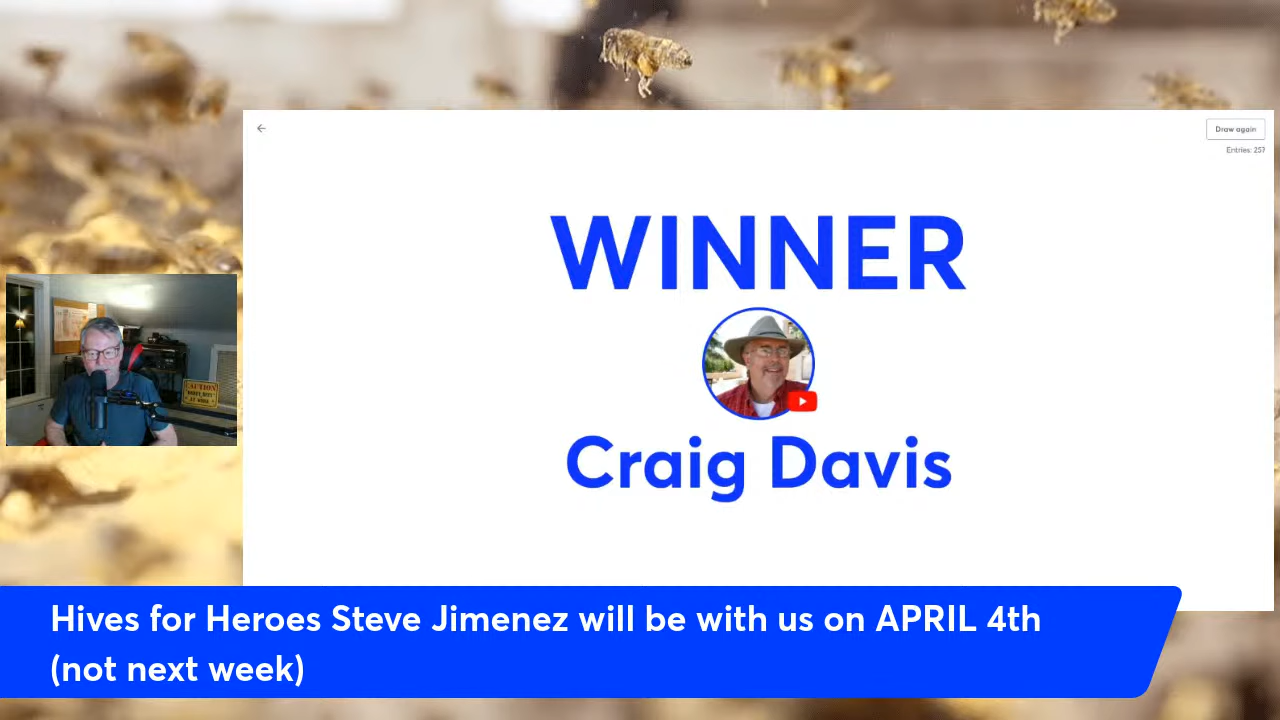 Draw again
Entries: 257
WINNER
Craig Davis
CAUTION
Hives for Heroes Steve Jimenez will be with us on APRIL 4th
(not next week)